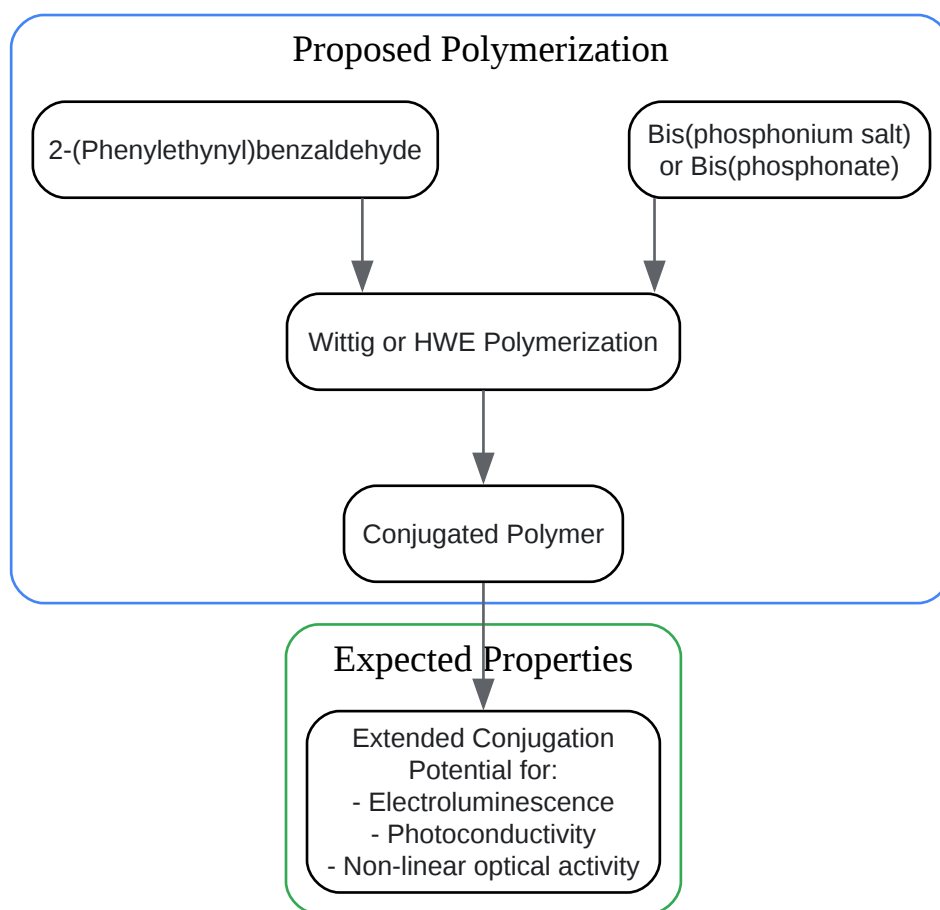 Proposed Polymerization
2-(Phenylethynyl)benzaldehyde
Bis(phosphonium salt)
or Bis(phosphonate)
Wittig or HWE Polymerization
Conjugated Polymer
Expected Properties
Extended Conjugation
Potential for:
- Electroluminescence
- Photoconductivity
- Non-linear optical activity